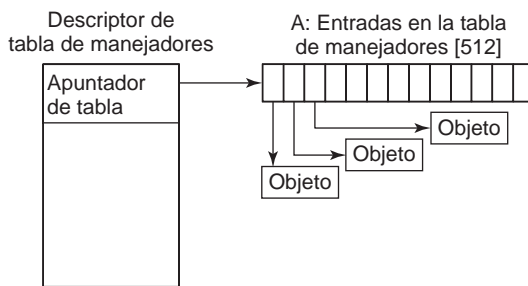 Descriptor de
tabla de manejadores
A: Entradas en la tabla
de manejadores [512]
Apuntador
de tabla
Objeto
Objeto
Objeto